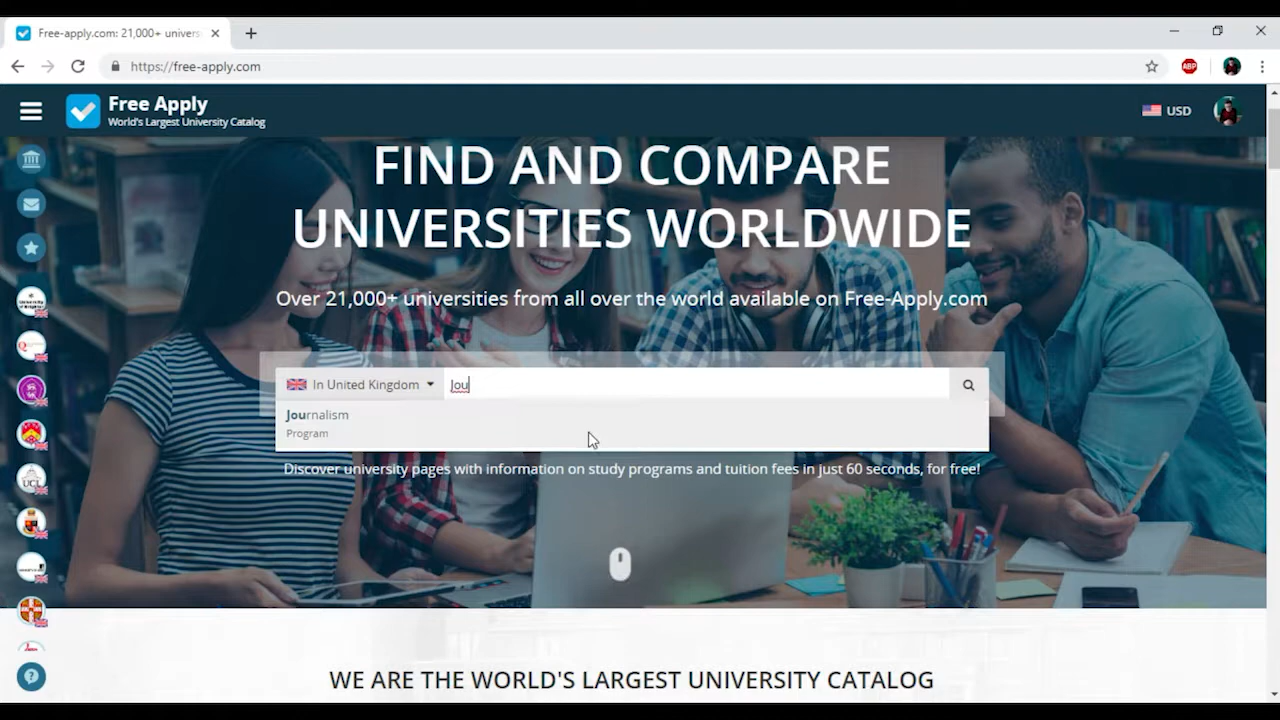 Free-apply.com: 21,000+ univers
https://free-apply.com
ABP
Free Apply
World's Largest University Catalog
USD
FIND AND COMPARE
UNIVERSITIES WORLDWIDE
Over 21,000+ universities from all over the world available on Free-Apply.com
In United Kingdom
Jou
Journalism
Program
Discover university pages with information on study programs and tuition fees in just 60 seconds, for free!
UCL
WE ARE THE WORLD'S LARGEST UNIVERSITY CATALOG